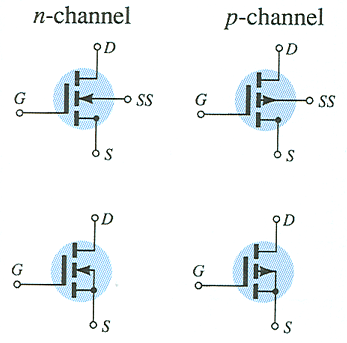 n-channel p-channel
D D
G SS G SS
S S
D D
G G
S S